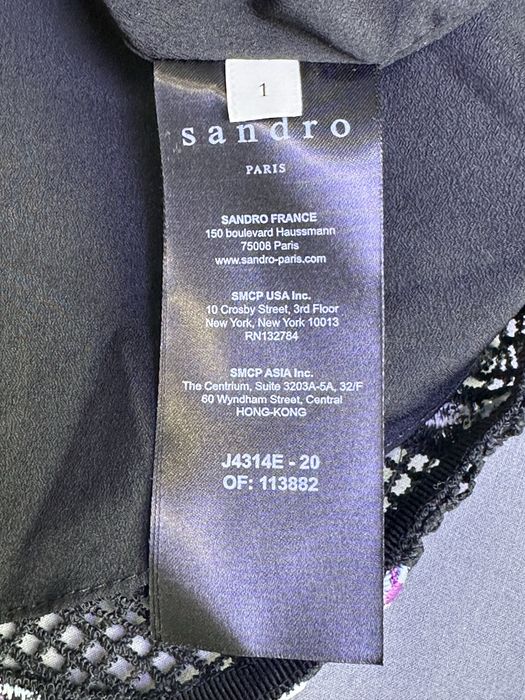 1
sandro
PARIS
SANDRO FRANCE
150 boulevard Haussmann
75008 Paris
www.sandro-paris.com
SMCP USA Inc.
10 Crosby Street, 3rd Floor
New York, New York 10013
RN132784
SMCP ASIA Inc.
The Centrium, Suite 3203A-5A, 32/F
60 Wyndham Street, Central
HONG-KONG
J4314E - 20
OF: 113882